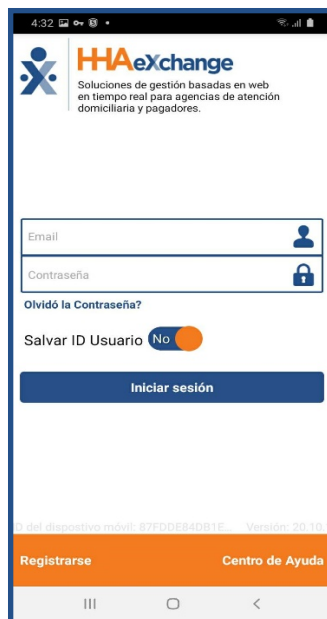 4:32
HHAeXchange
Soluciones de gestión basadas en web
en tiempo real para agencias de atención
domiciliaria y pagadores.
Email
Contraseña
Olvidó la Contraseña?
Salvar ID Usuario No
Iniciar sesión
ID del dispostivo móvil: 87FDDE84DB1E... Versión: 20.10.
Registrarse Centro de Ayuda